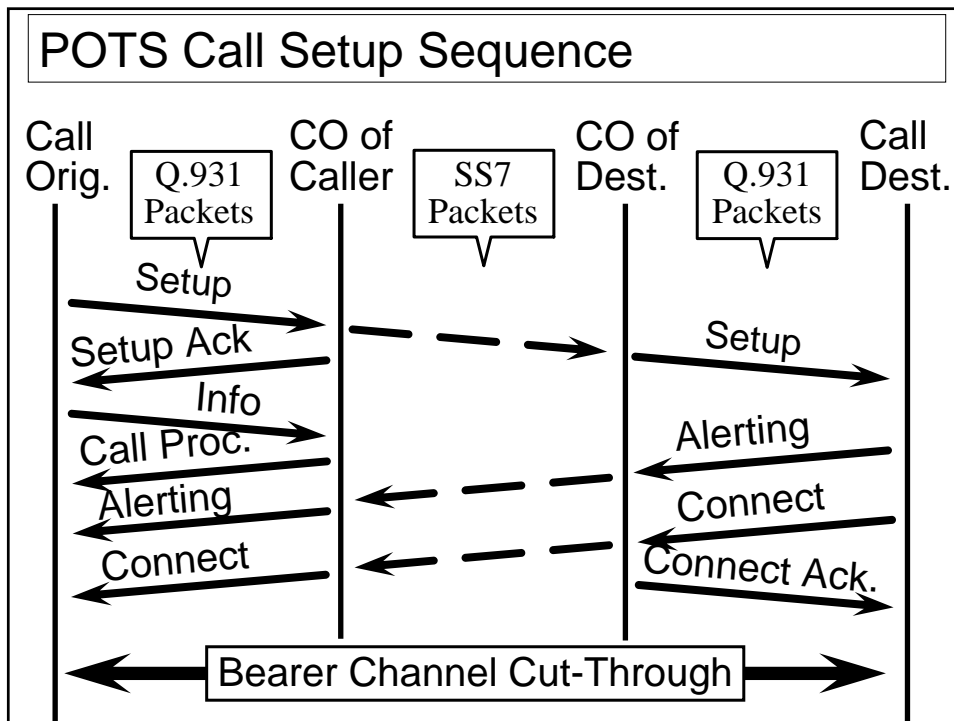 POTS Call Setup Sequence
Call
Orig.
CO of
Caller
CO of
Dest.
Call
Dest.
Q.931
Packets
SS7
Packets
Q.931
Packets
Setup
Setup Ack
Setup
Info
Call Proc.
Alerting
Alerting
Connect
Connect
Connect Ack.
Bearer Channel Cut-Through